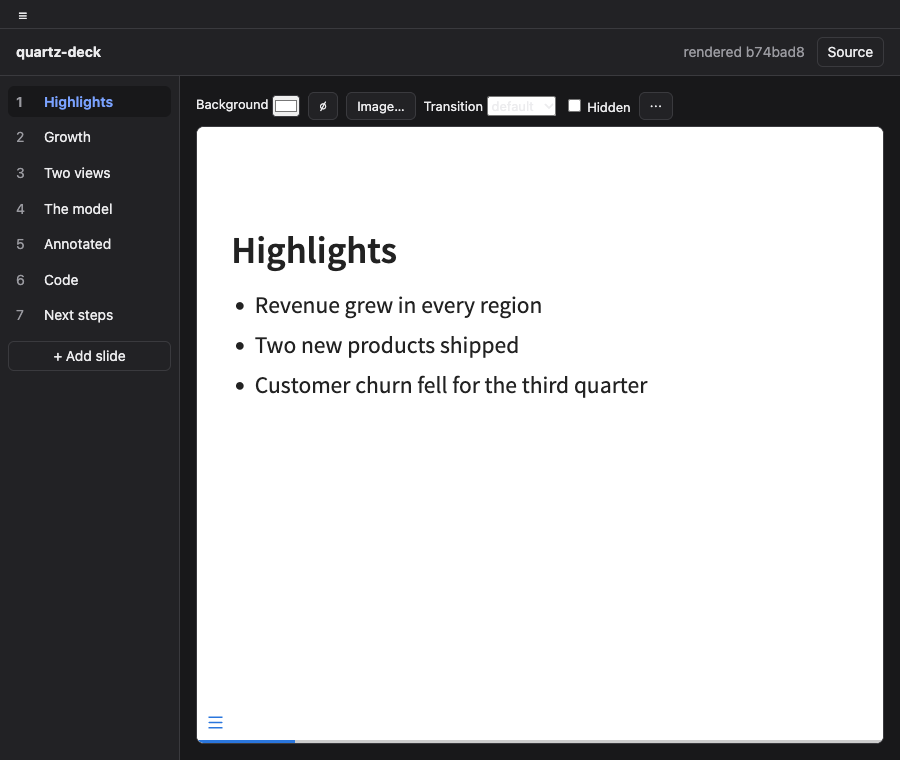 quartz-deck
rendered b74bad8 Source
1 Highlights
2 Growth
3 Two views
4 The model
5 Annotated
6 Code
7 Next steps
+ Add slide
Background ø Image... Transition default Hidden ...
Highlights
• Revenue grew in every region
• Two new products shipped
• Customer churn fell for the third quarter